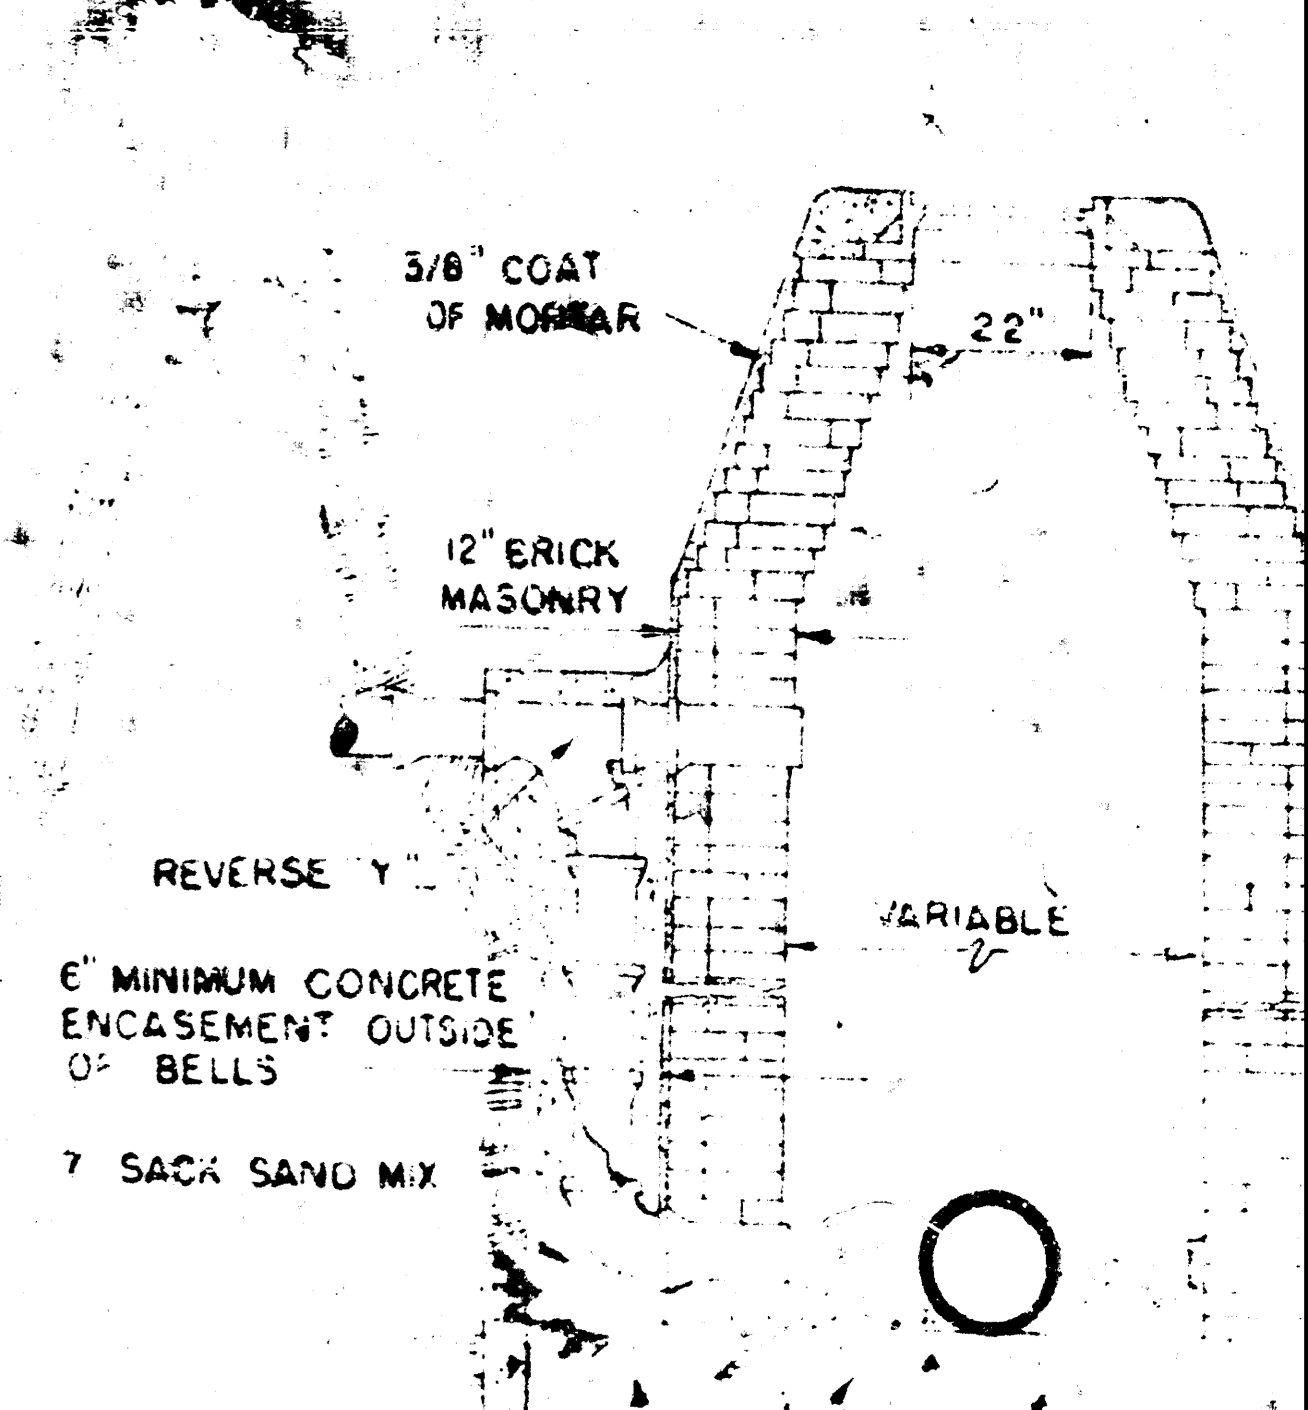 3/8" COAT
OF MORTAR
22"
12" BRICK
MASONRY
REVERSE "Y"
VARIABLE
6" MINIMUM CONCRETE
ENCASEMENT OUTSIDE
OF BELLS
7 SACK SAND MIX